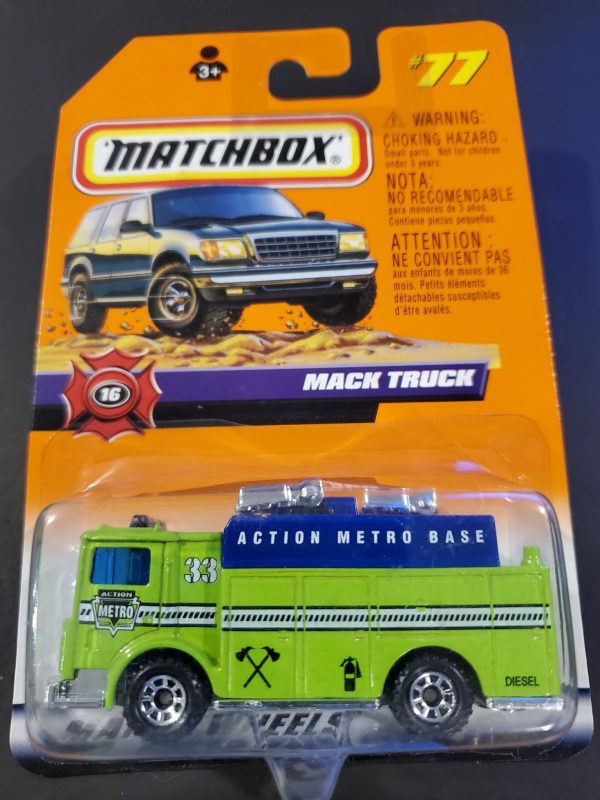 3+
#77
MATCHBOX®
⚠ WARNING:
CHOKING HAZARD -
Small parts. Not for children
under 3 years.
NOTA:
NO RECOMENDABLE
para menores de 3 años.
Contiene piezas pequeñas.
ATTENTION :
NE CONVIENT PAS
aux enfants de moins de 36
mois. Petits éléments
détachables susceptibles
d'être avalés.
16
MACK TRUCK
ACTION METRO BASE
33
ACTION
METRO
DIESEL
WHEELS